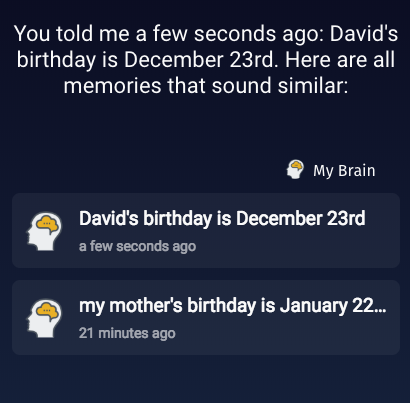 You told me a few seconds ago: David's
birthday is December 23rd. Here are all
memories that sound similar:
My Brain
David's birthday is December 23rd
a few seconds ago
my mother's birthday is January 22...
21 minutes ago